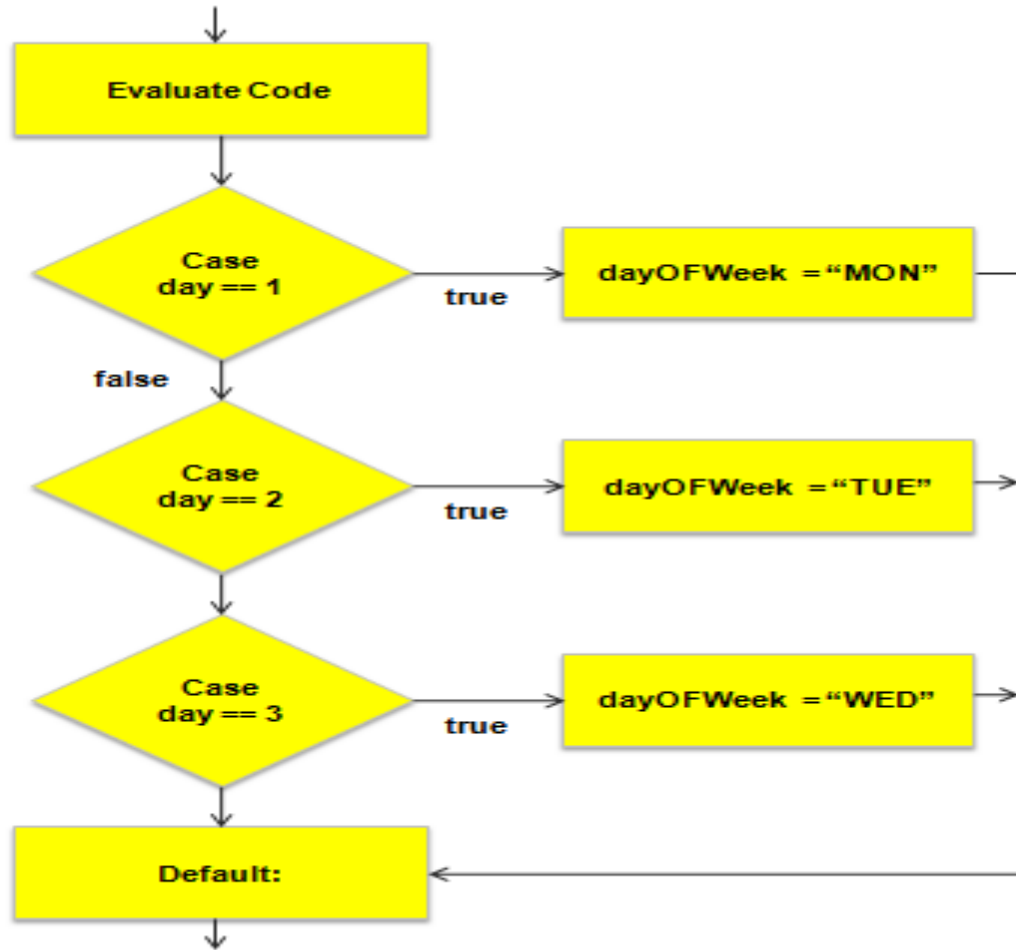 Evaluate Code
Case
day == 1
true
dayOFWeek = “MON”
false
Case
day == 2
true
dayOFWeek = “TUE”
Case
day == 3
true
dayOFWeek = “WED”
Default: